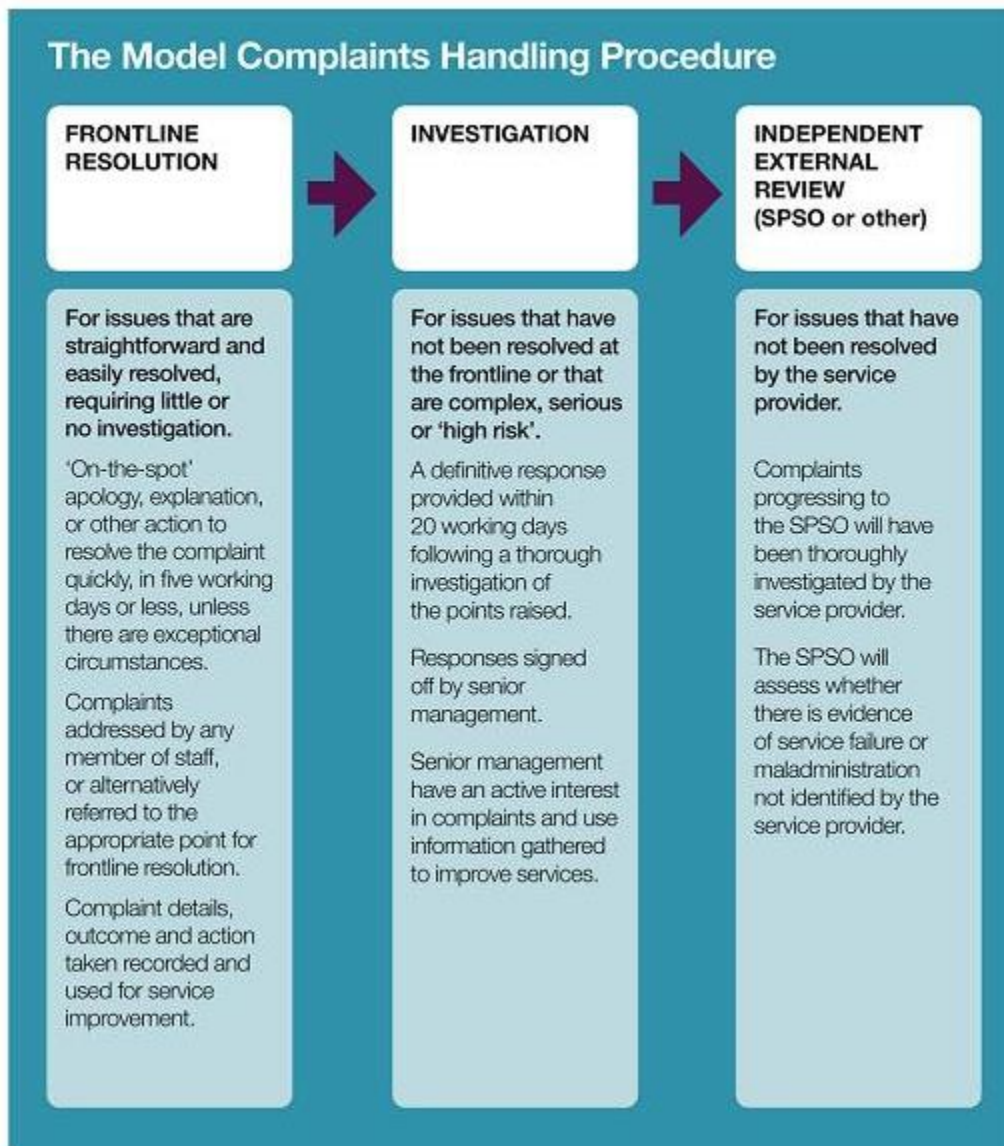 The Model Complaints Handling Procedure
FRONTLINE
RESOLUTION
For issues that are
straightforward and
easily resolved,
requiring little or
no investigation.
‘On-the-spot’
apology, explanation,
or other action to
resolve the complaint
quickly, in five working
days or less, unless
there are exceptional
circumstances.
Complaints
addressed by any
member of staff,
or alternatively
referred to the
appropriate point for
frontline resolution.
Complaint details,
outcome and action
taken recorded and
used for service
improvement.
INVESTIGATION
For issues that have
not been resolved at
the frontline or that
are complex, serious
or ‘high risk’.
A definitive response
provided within
20 working days
following a thorough
investigation of
the points raised.
Responses signed
off by senior
management.
Senior management
have an active interest
in complaints and use
information gathered
to improve services.
INDEPENDENT
EXTERNAL
REVIEW
(SPSO or other)
For issues that have
not been resolved
by the service
provider.
Complaints
progressing to
the SPSO will have
been thoroughly
investigated by the
service provider.
The SPSO will
assess whether
there is evidence
of service failure or
maladministration
not identified by the
service provider.